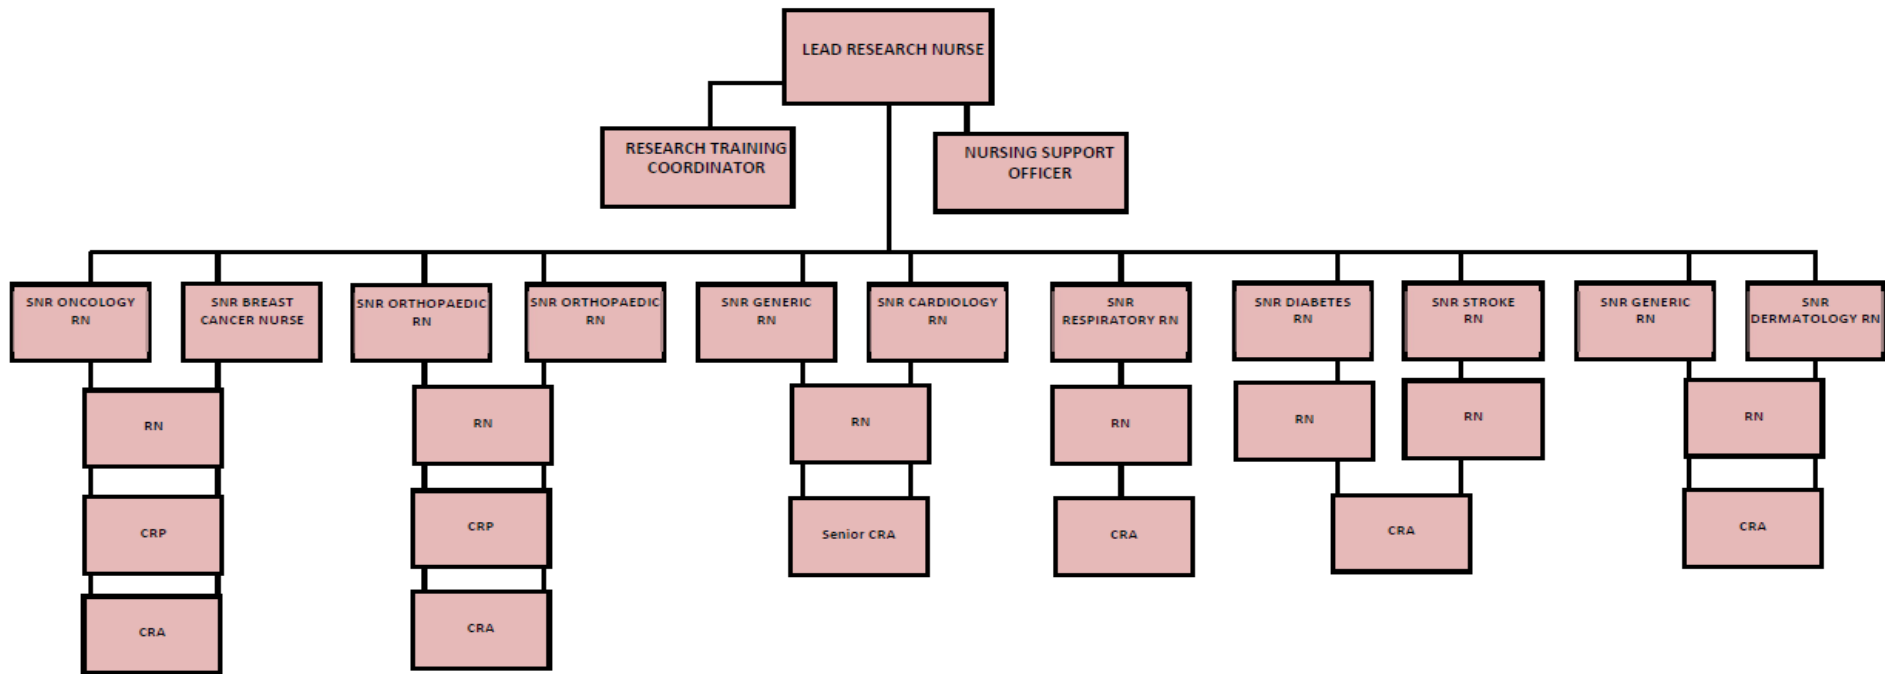 LEAD RESEARCH NURSE
RESEARCH TRAINING
COORDINATOR
NURSING SUPPORT
OFFICER
SNR ONCOLOGY
RN
SNR BREAST
CANCER NURSE
SNR ORTHOPAEDIC
RN
SNR ORTHOPAEDIC
RN
SNR GENERIC
RN
SNR CARDIOLOGY
RN
SNR
RESPIRATORY RN
SNR DIABETES
RN
SNR STROKE
RN
SNR GENERIC
RN
SNR
DERMATOLOGY RN
RN
RN
RN
RN
RN
RN
RN
CRP
CRP
Senior CRA
CRA
CRA
CRA
CRA
CRA